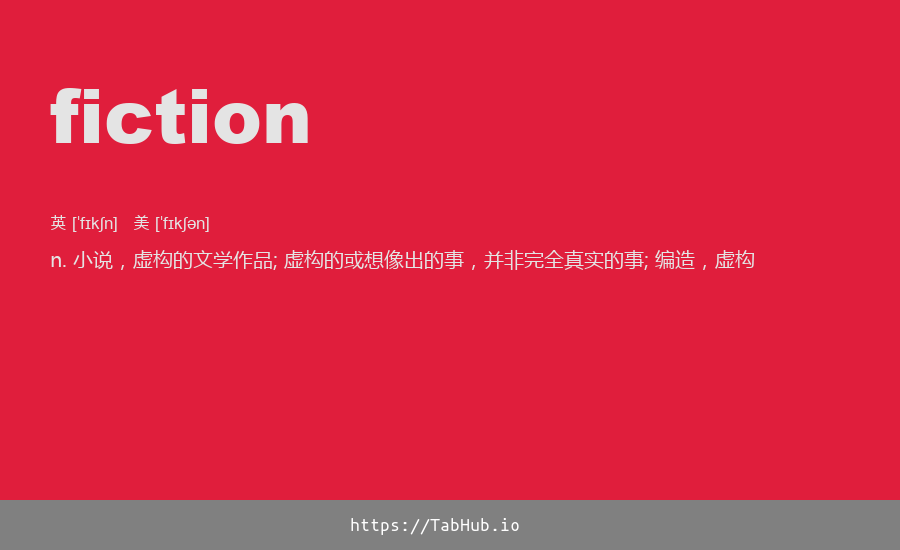 fiction
英 [ˈfɪkʃn] 美 [ˈfɪkʃən]
n. 小说，虚构的文学作品; 虚构的或想像出的事，并非完全真实的事; 编造，虚构
https://TabHub.io